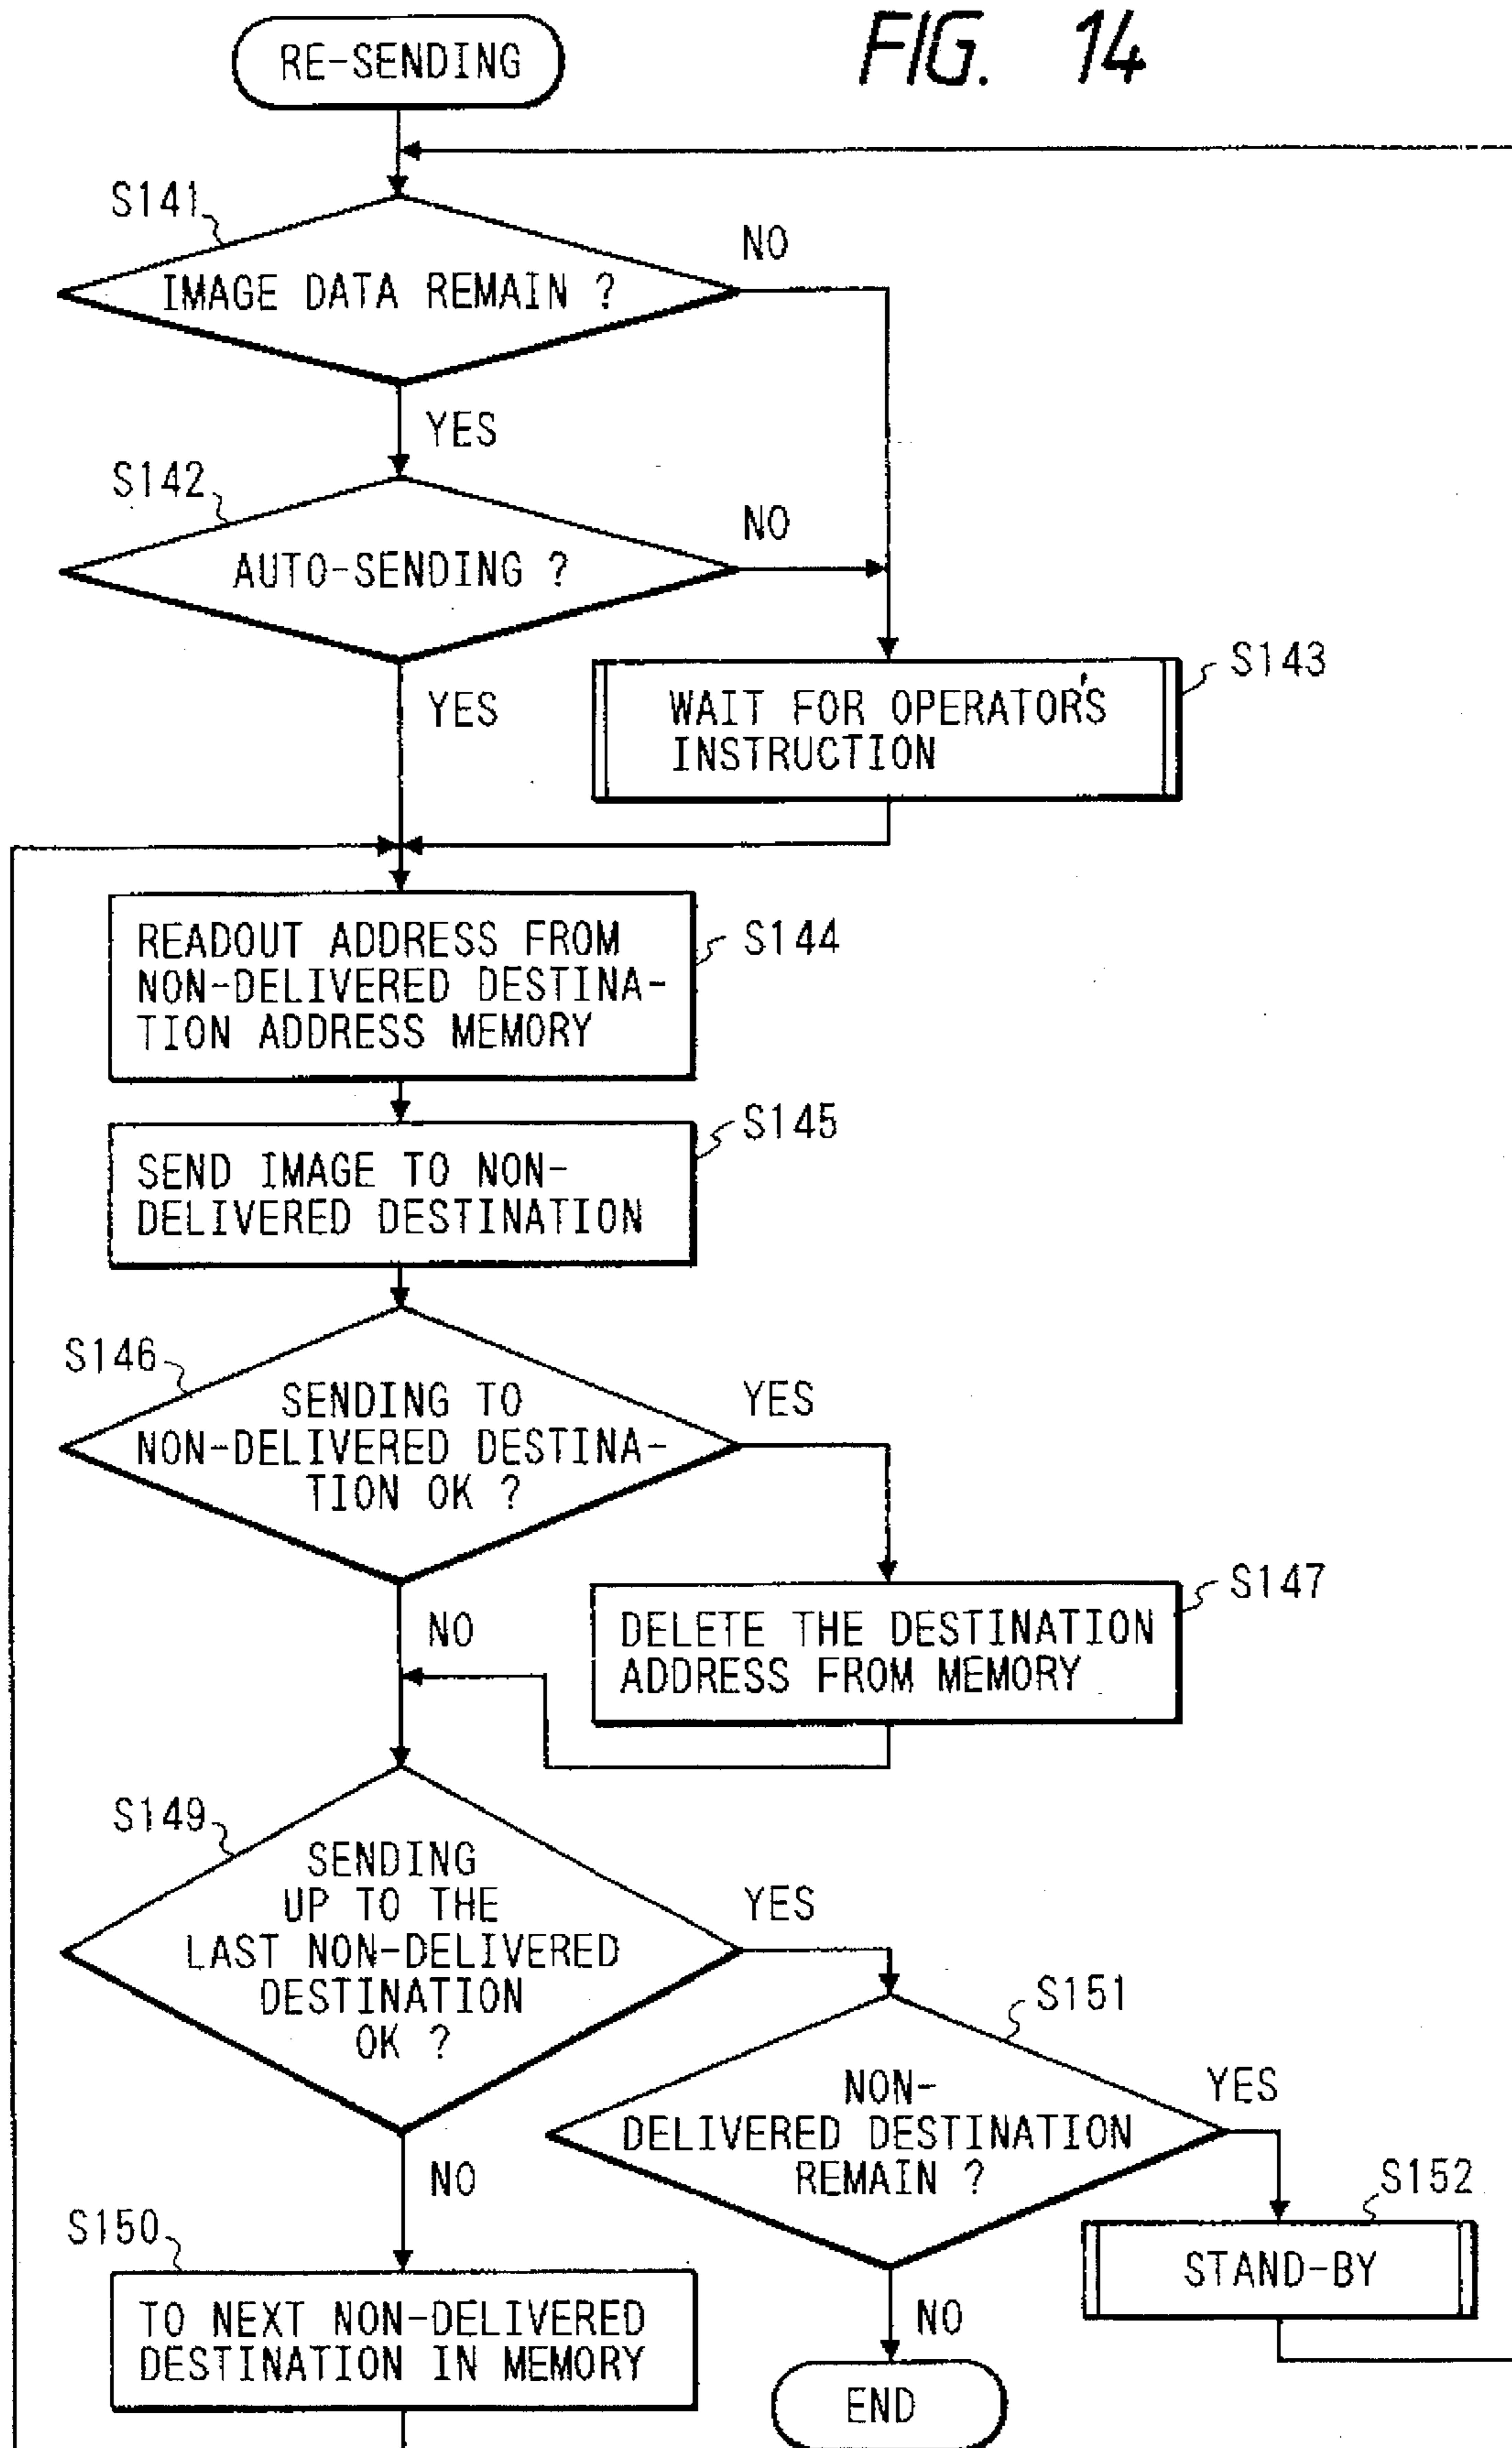 FIG. 14
RE-SENDING
S141
IMAGE DATA REMAIN ?
NO
YES
S142
AUTO-SENDING ?
NO
YES
S143
WAIT FOR OPERATOR'S
INSTRUCTION
S144
READOUT ADDRESS FROM
NON-DELIVERED DESTINA-
TION ADDRESS MEMORY
S145
SEND IMAGE TO NON-
DELIVERED DESTINATION
S146
SENDING TO
NON-DELIVERED DESTINA-
TION OK ?
YES
NO
S147
DELETE THE DESTINATION
ADDRESS FROM MEMORY
S149
SENDING
UP TO THE
LAST NON-DELIVERED
DESTINATION
OK ?
YES
NO
S151
NON-
DELIVERED DESTINATION
REMAIN ?
YES
NO
S152
STAND-BY
S150
TO NEXT NON-DELIVERED
DESTINATION IN MEMORY
END